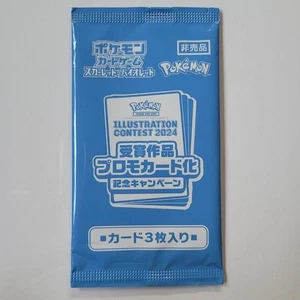 ポケモン
カードゲーム
スカーレット&バイオレット
非売品
Pokémon
Pokémon
ILLUSTRATION
CONTEST 2024
受賞作品
プロモカード化
記念キャンペーン
■カード3枚入り■